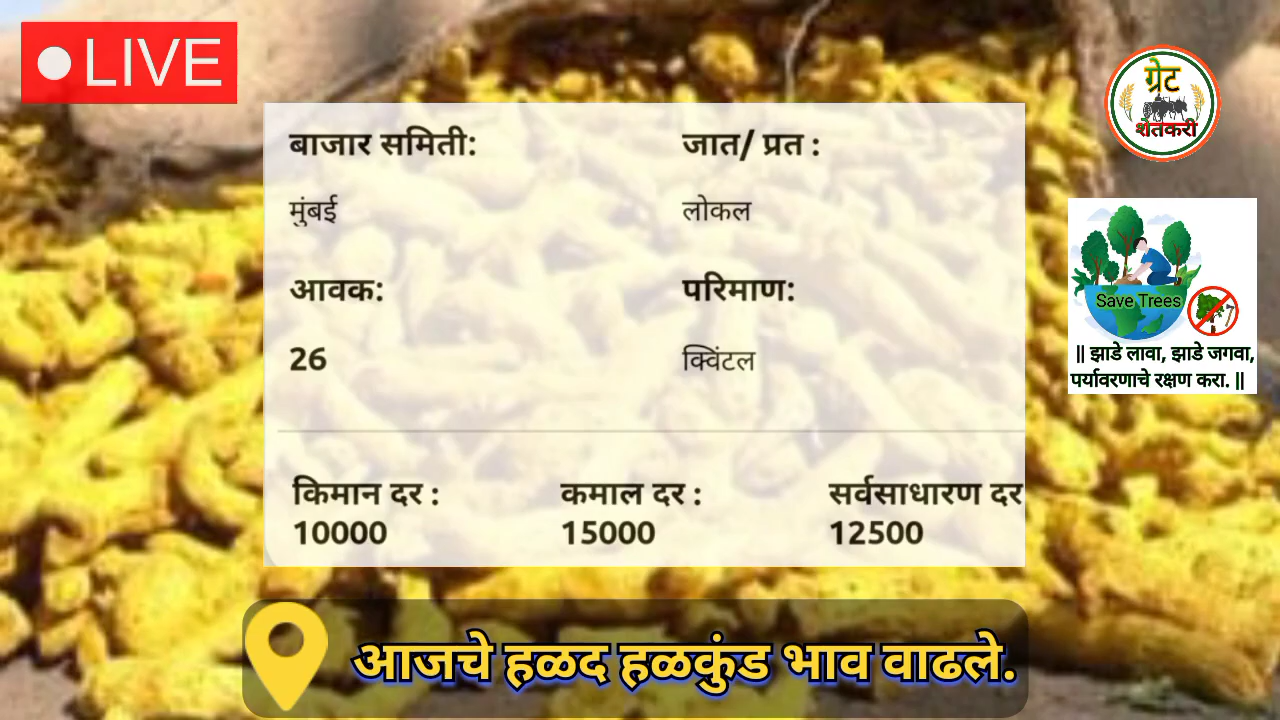 LIVE
ग्रेट
शेतकरी
बाजार समिती:
जात/ प्रत :
मुंबई
लोकल
आवक:
परिमाण:
26
क्विंटल
Save Trees
|| झाडे लावा, झाडे जगवा,
पर्यावरणाचे रक्षण करा. ||
किमान दर :
कमाल दर :
सर्वसाधारण दर
10000
15000
12500
आजचे हळद हळकुंड भाव वाढले.